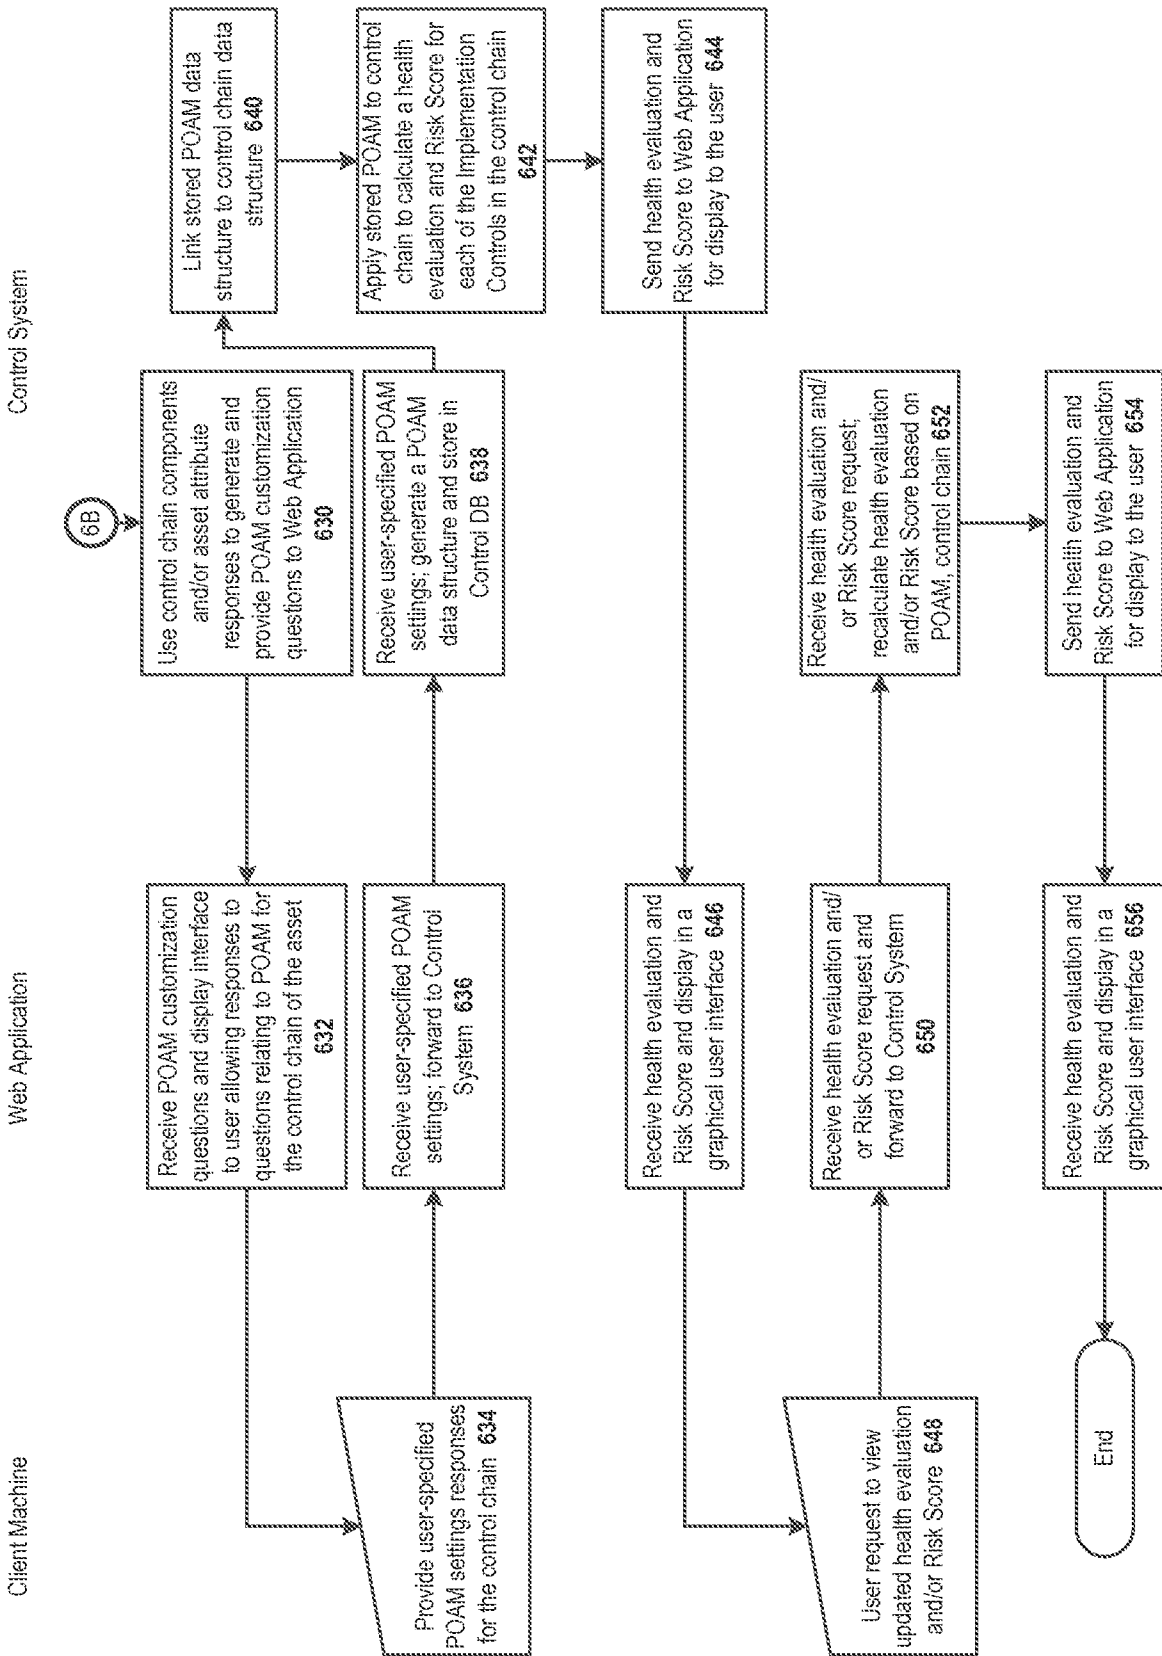 Client Machine
Web Application
Control System
6B
Use control chain components
and/or asset attribute
responses to generate and
provide POAM customization
questions to Web Application
630
Receive POAM customization
questions and display interface
to user allowing responses to
questions relating to POAM for
the control chain of the asset
632
Provide user-specified
POAM settings responses
for the control chain 634
Receive user-specified POAM
settings; forward to Control
System 636
Receive user-specified POAM
settings; generate a POAM
data structure and store in
Control DB 638
Link stored POAM data
structure to control chain data
structure 640
Apply stored POAM to control
chain to calculate a health
evaluation and Risk Score for
each of the Implementation
Controls in the control chain
642
Send health evaluation and
Risk Score to Web Application
for display to the user 644
Receive health evaluation and
Risk Score and display in a
graphical user interface 646
User request to view
updated health evaluation
and/or Risk Score 648
Receive health evaluation and/
or Risk Score request and
forward to Control System
650
Receive health evaluation and/
or Risk Score request;
recalculate health evaluation
and/or Risk Score based on
POAM, control chain 652
Send health evaluation and
Risk Score to Web Application
for display to the user 654
Receive health evaluation and
Risk Score and display in a
graphical user interface 656
End